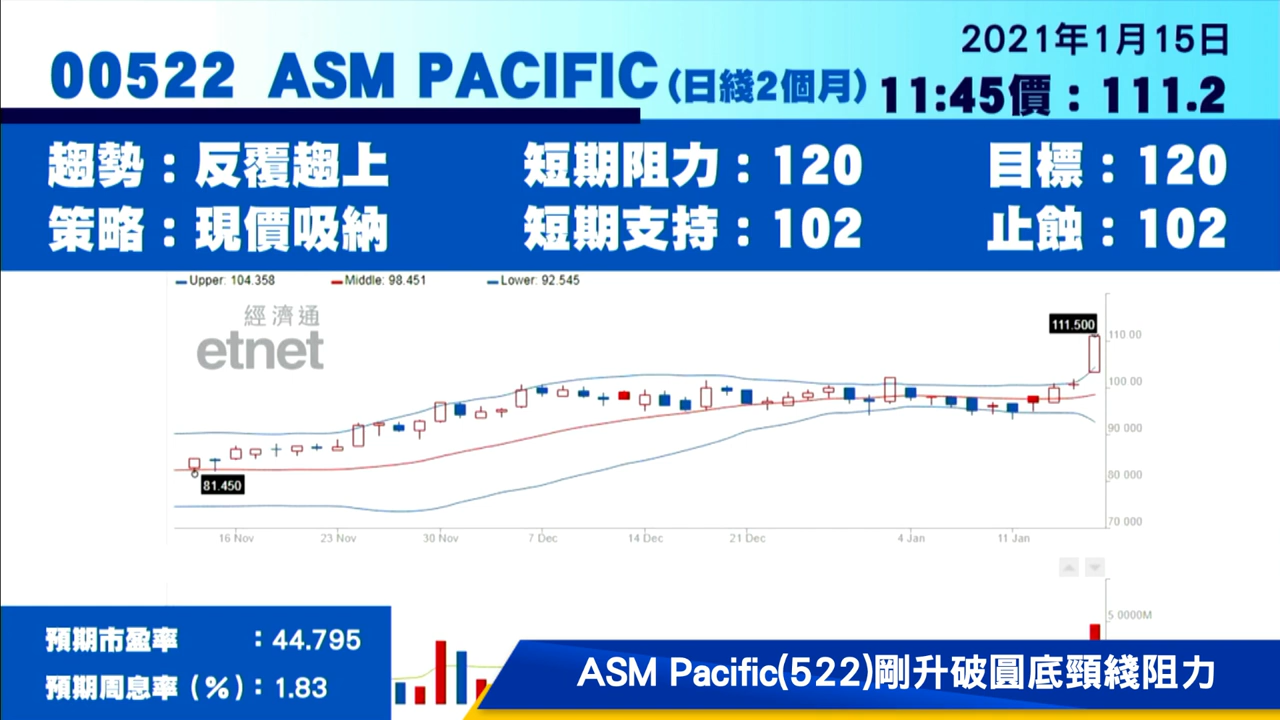 00522 ASM PACIFIC(日綫2個月)
2021年1月15日
11:45價：111.2
趨勢：反覆趨上
短期阻力：120
目標：120
策略：現價吸納
短期支持：102
止蝕：102
Upper: 104.358 Middle: 98.451 Lower: 92.545
經濟通
etnet
111.500
81.450
110 00
100 00
90 000
80 000
70 000
16 Nov 23 Nov 30 Nov 7 Dec 14 Dec 21 Dec 4 Jan 11 Jan
5 0000M
預期市盈率：44.795
預期周息率(%)：1.83
ASM Pacific(522)剛升破圓底頸綫阻力